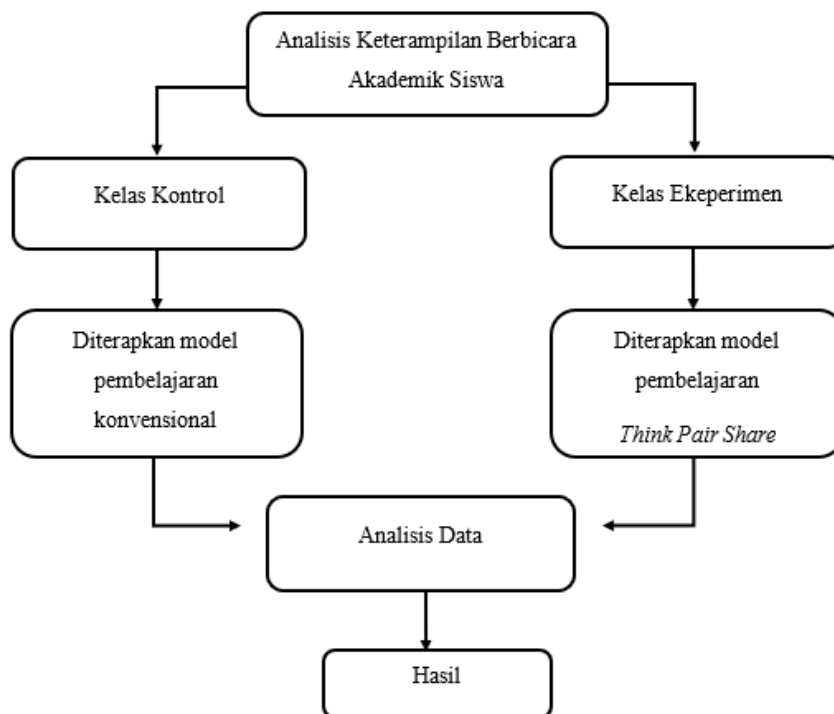 Analisis Keterampilan Berbicara
Akademik Siswa
Kelas Kontrol
Kelas Ekeperimen
Diterapkan model
pembelajaran
konvensional
Diterapkan model
pembelajaran
Think Pair Share
Analisis Data
Hasil